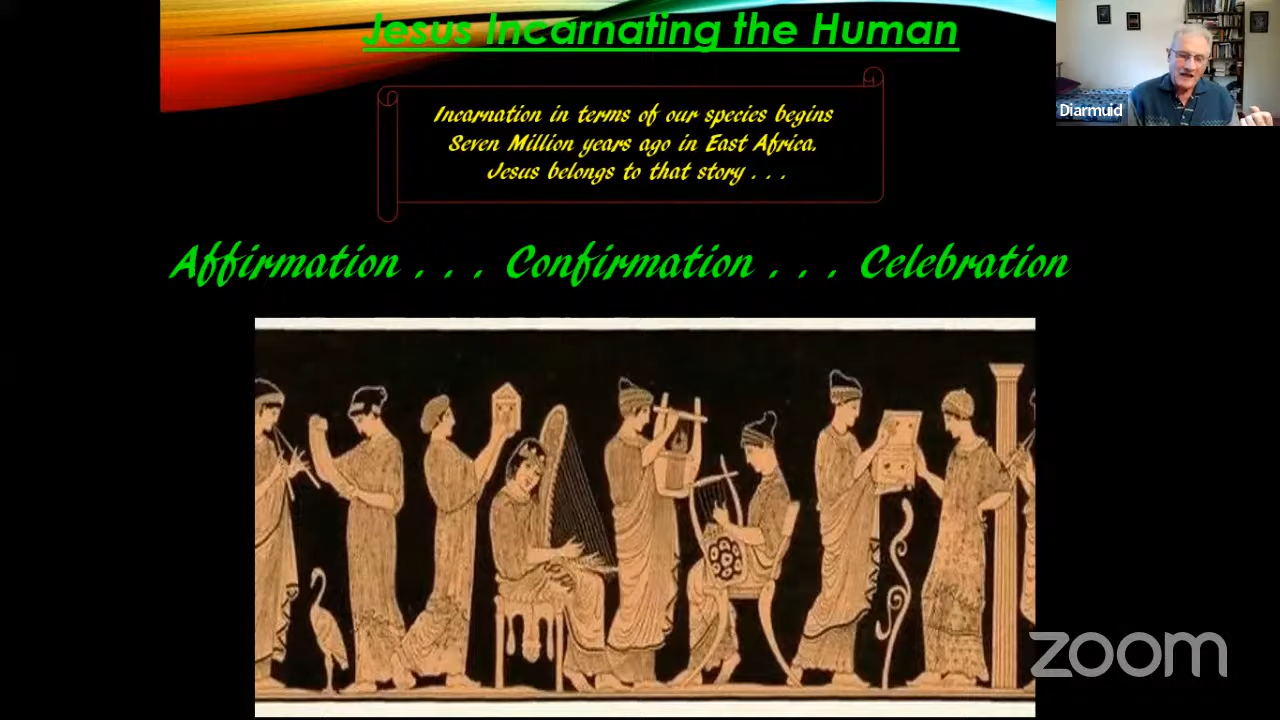 Jesus Incarnating the Human
Diarmuid
Incarnation in terms of our species begins
Seven Million years ago in East Africa.
Jesus belongs to that story . . .
Affirmation . . . Confirmation . . . Celebration
zoom